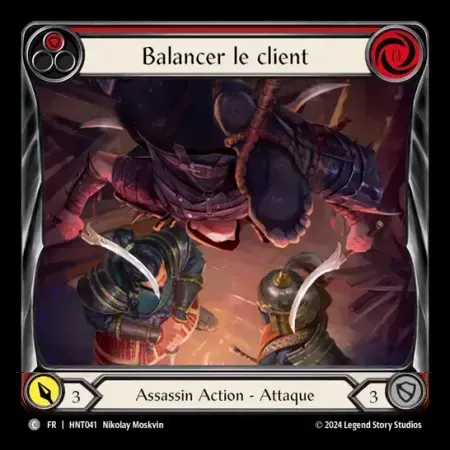 Balancer le client
3 Assassin Action - Attaque 3
C FR | HNT041 Nikolay Moskvin © 2024 Legend Story Studios